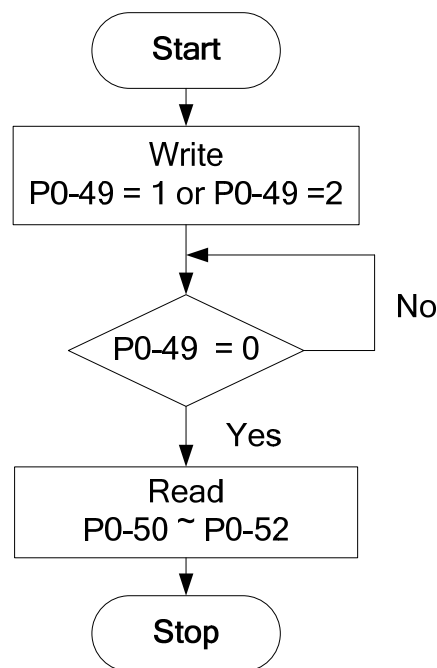 Start
Write
P0-49 = 1 or P0-49 =2
P0-49 = 0
No
Yes
Read
P0-50 ~ P0-52
Stop